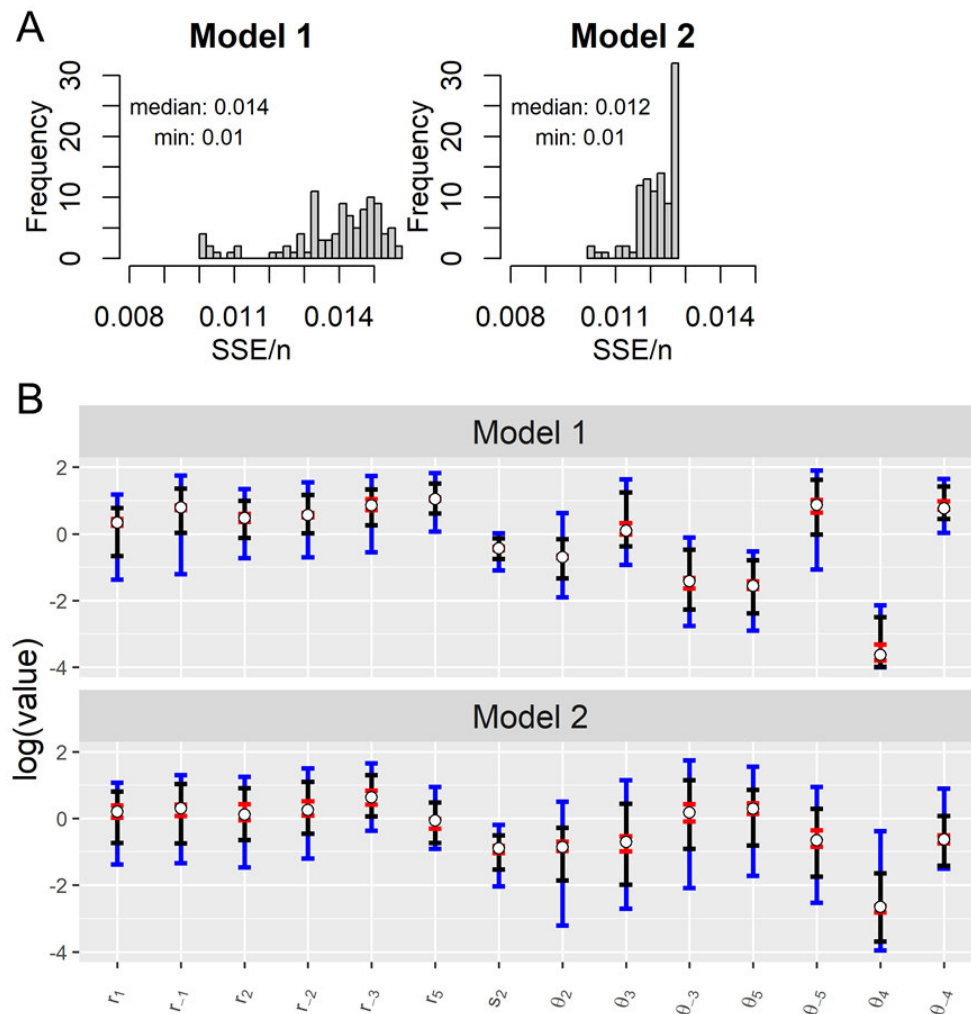 A
Model 1
Model 2
Frequency
0
10
20
30
median: 0.014
min: 0.01
0.008
0.011
0.014
SSE/n
Frequency
0
10
20
30
median: 0.012
min: 0.01
0.008
0.011
0.014
SSE/n
B
Model 1
2
0
-2
-4
log(value)
Model 2
2
0
-2
-4
r₁ r₋₁ r₂ r₋₂ r₋₃ r₅ s₂ θ₂ θ₃ θ₋₃ θ₅ θ₋₅ θ₄ θ₋₄